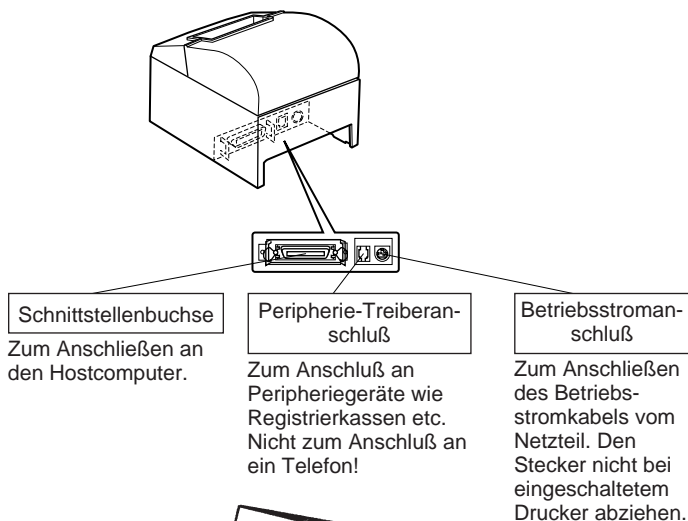 Schnittstellenbuchse
Zum Anschließen an
den Hostcomputer.
Peripherie-Treiberan-
schluß
Zum Anschluß an
Peripheriegeräte wie
Registrierkassen etc.
Nicht zum Anschluß an
ein Telefon!
Betriebsstroman-
schluß
Zum Anschließen
des Betriebs-
stromkabels vom
Netzteil. Den
Stecker nicht bei
eingeschaltetem
Drucker abziehen.